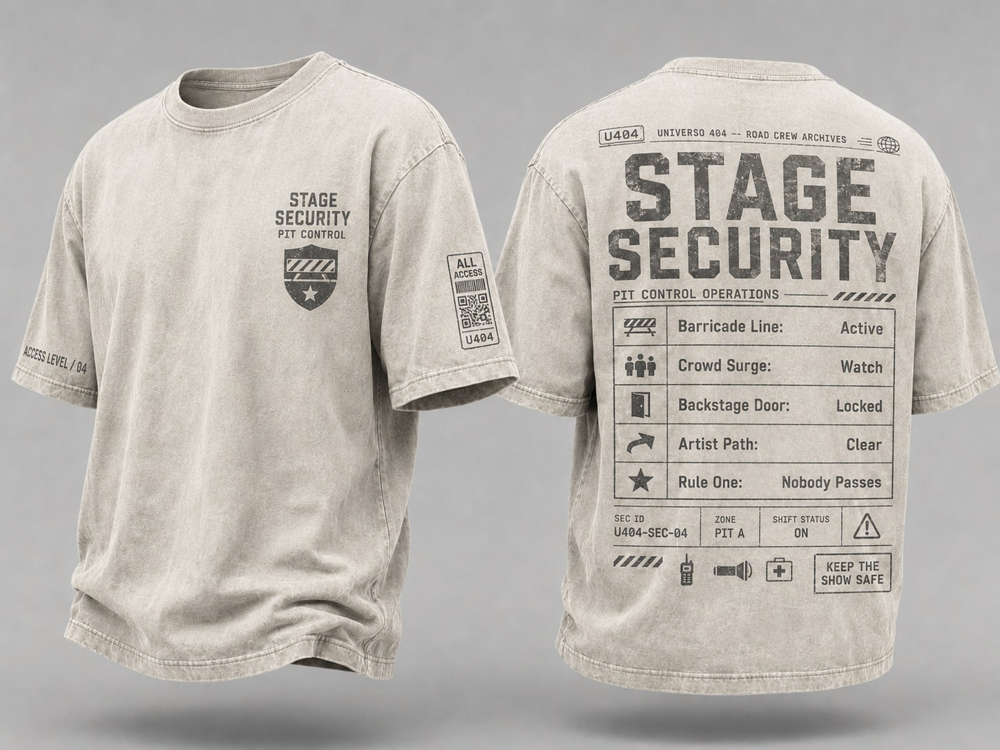 STAGE
SECURITY
PIT CONTROL
ALL
ACCESS
U404
ACCESS LEVEL / 04
U404
UNIVERSO 404 -- ROAD CREW ARCHIVES
STAGE
SECURITY
PIT CONTROL OPERATIONS
Barricade Line: Active
Crowd Surge: Watch
Backstage Door: Locked
Artist Path: Clear
Rule One: Nobody Passes
SEC ID
U404-SEC-04
ZONE
PIT A
SHIFT STATUS
ON
KEEP THE
SHOW SAFE